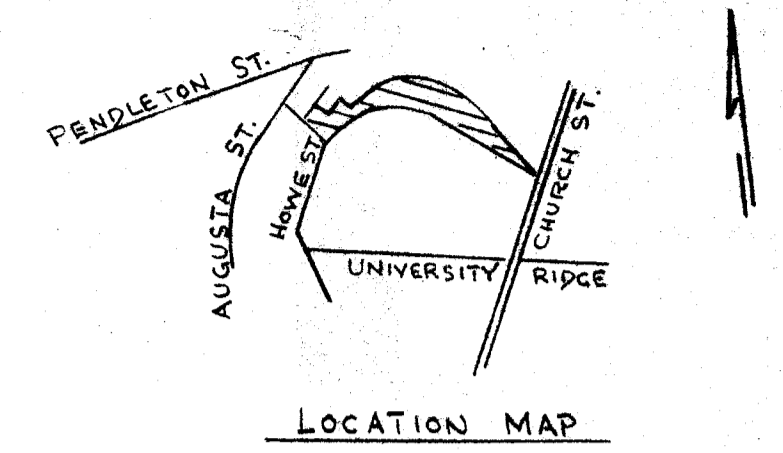 PENDLETON ST.
AUGUSTA ST.
HOWE ST.
CHURCH ST.
UNIVERSITY RIDGE
LOCATION MAP